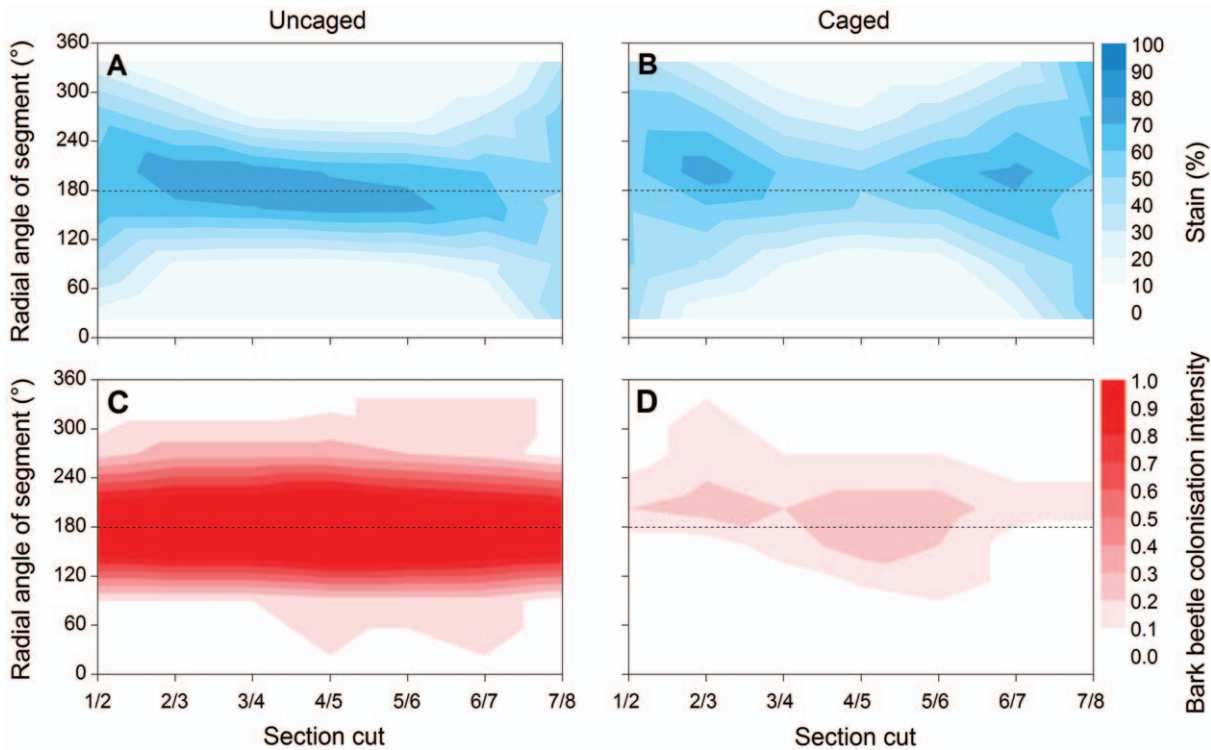 Uncaged
Caged
A
B
Radial angle of segment (°)
360
300
240
180
120
60
0
100
90
80
70
60
50
40
30
20
10
0
Stain (%)
C
D
Radial angle of segment (°)
360
300
240
180
120
60
0
1.0
0.9
0.8
0.7
0.6
0.5
0.4
0.3
0.2
0.1
0.0
Bark beetle colonisation intensity
1/2 2/3 3/4 4/5 5/6 6/7 7/8
1/2 2/3 3/4 4/5 5/6 6/7 7/8
Section cut
Section cut